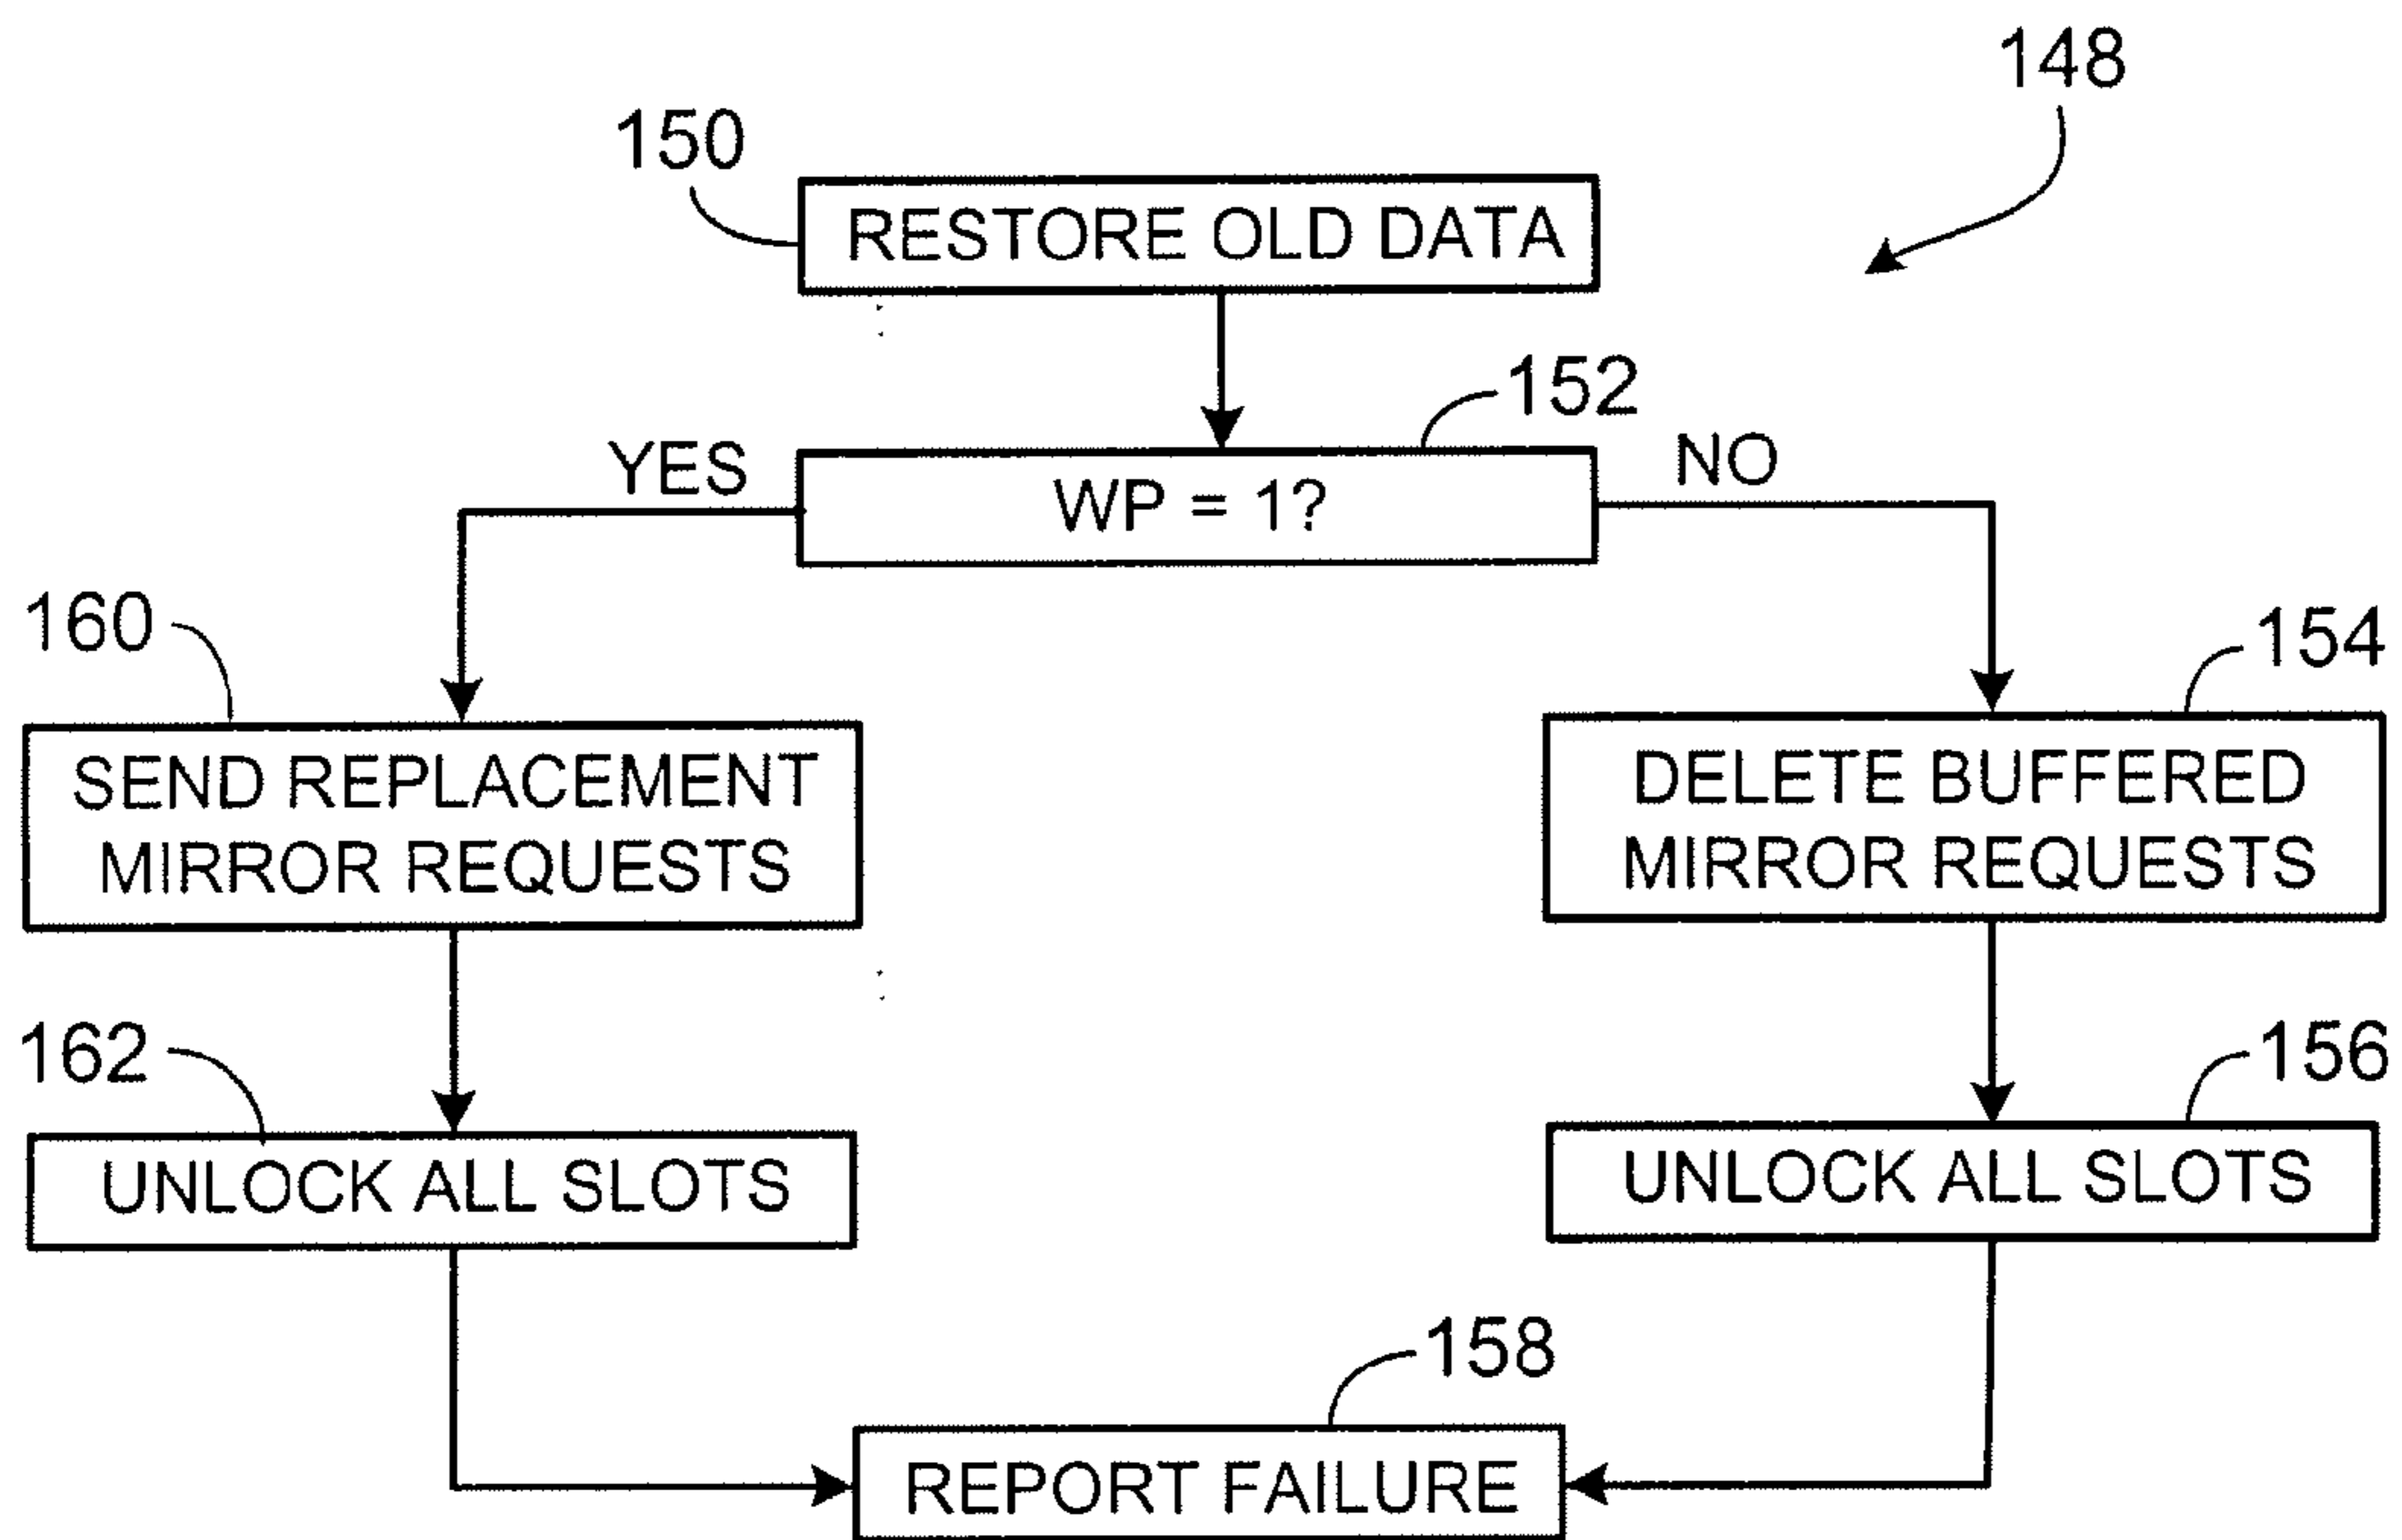 148
150
RESTORE OLD DATA
152
YES
WP = 1?
NO
160
154
SEND REPLACEMENT
MIRROR REQUESTS
DELETE BUFFERED
MIRROR REQUESTS
162
156
UNLOCK ALL SLOTS
UNLOCK ALL SLOTS
158
REPORT FAILURE